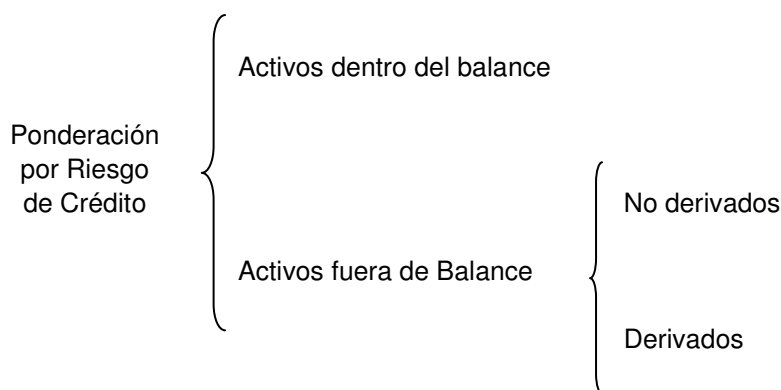 Ponderación
por Riesgo
de Crédito
Activos dentro del balance
Activos fuera de Balance
No derivados
Derivados